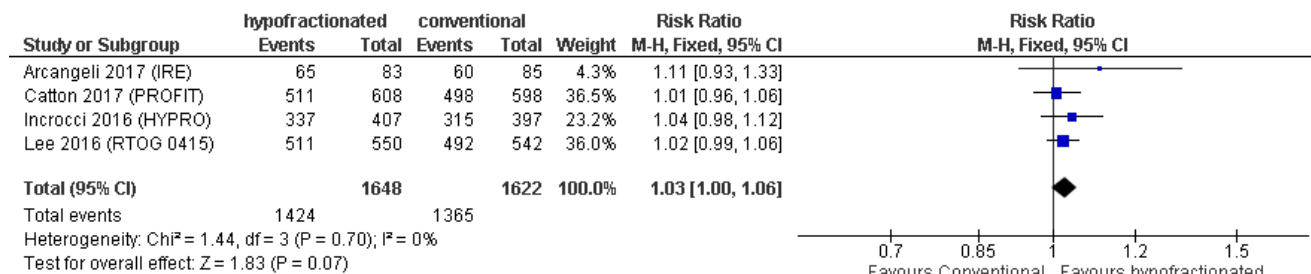 hypofractionated conventional Risk Ratio Risk Ratio
Study or Subgroup Events Total Events Total Weight M-H, Fixed, 95% CI M-H, Fixed, 95% CI
Arcangeli 2017 (IRE) 65 83 60 85 4.3% 1.11 [0.93, 1.33]
Catton 2017 (PROFIT) 511 608 498 598 36.5% 1.01 [0.96, 1.06]
Incrocci 2016 (HYPRO) 337 407 315 397 23.2% 1.04 [0.98, 1.12]
Lee 2016 (RTOG 0415) 511 550 492 542 36.0% 1.02 [0.99, 1.06]
Total (95% CI) 1648 1622 100.0% 1.03 [1.00, 1.06]
Total events 1424 1365
Heterogeneity: Chi² = 1.44, df = 3 (P = 0.70); I² = 0%
Test for overall effect: Z = 1.83 (P = 0.07)
0.7 0.85 1 1.2 1.5
Favours Conventional Favours hypofractionated